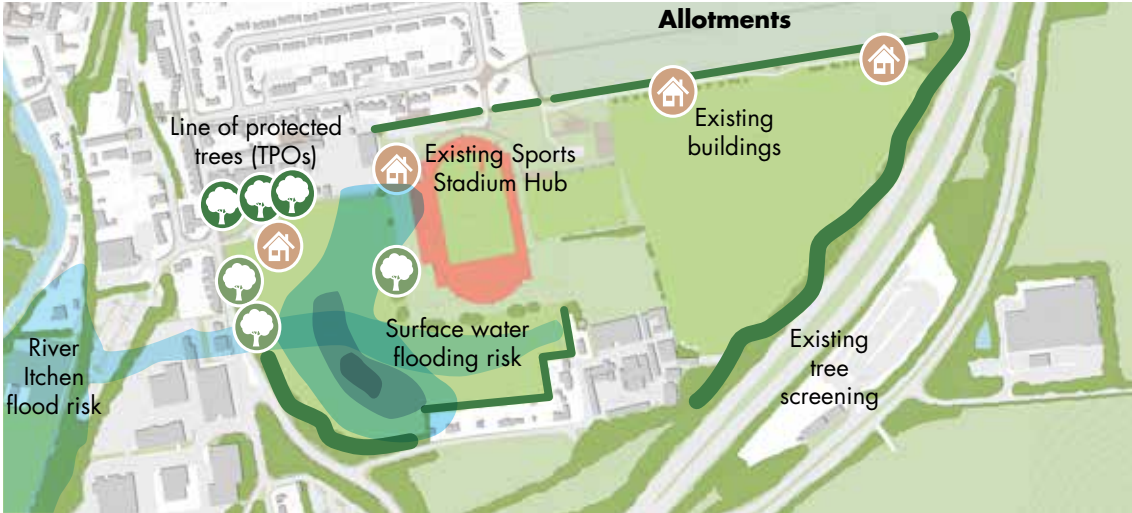 Allotments
Line of protected
trees (TPOs)
Existing Sports
Stadium Hub
Existing
buildings
River
Itchen
flood risk
Surface water
flooding risk
Existing
tree
screening